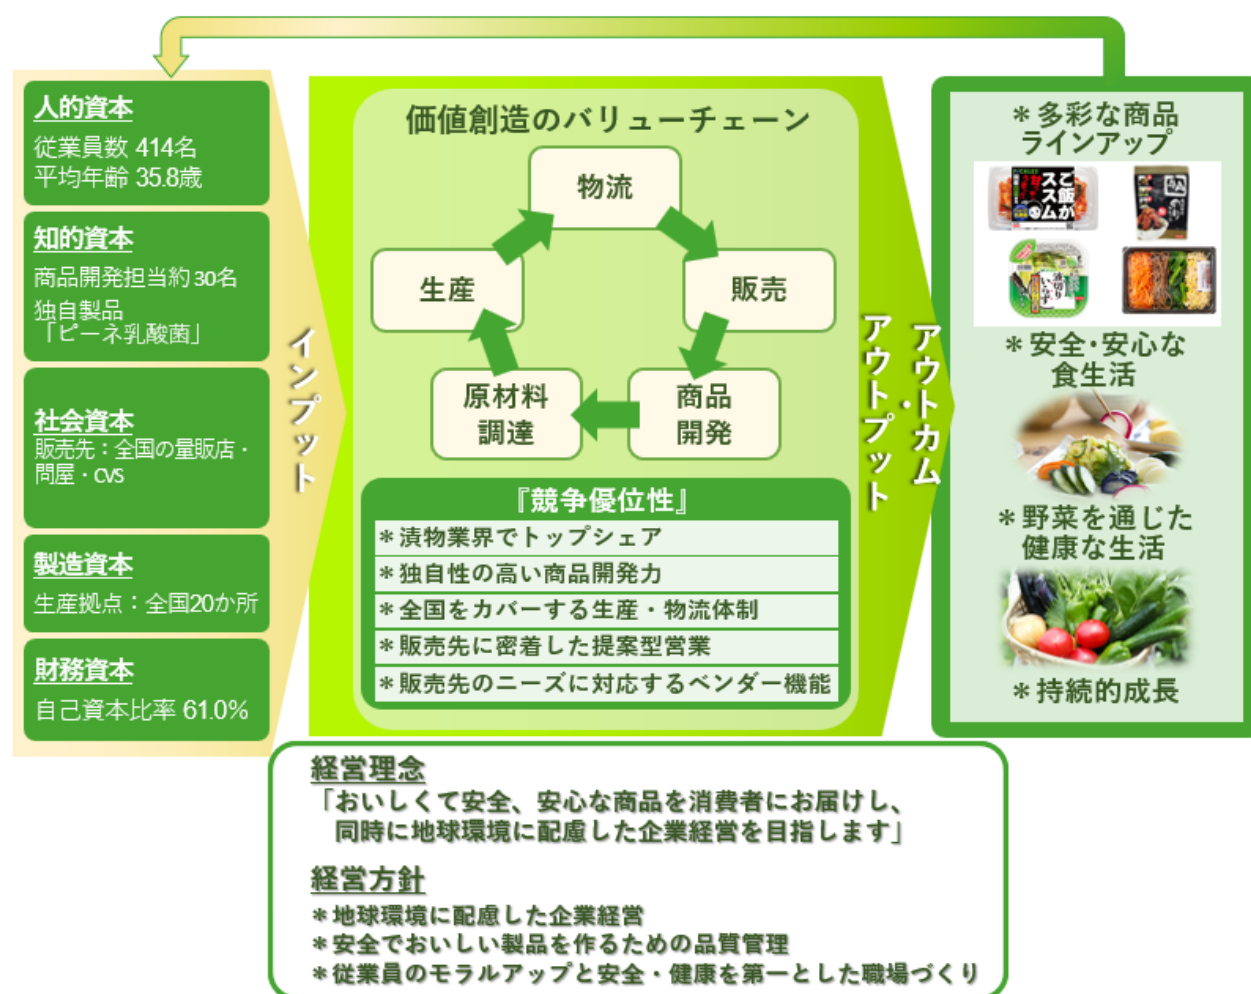 人的資本
従業員数 414名
平均年齢 35.8歳
知的資本
商品開発担当約30名
独自製品
「ピーネ乳酸菌」
社会資本
販売先：全国の量販店・
問屋・CVS
製造資本
生産拠点：全国20か所
財務資本
自己資本比率 61.0%
インプット
価値創造のバリューチェーン
物流
販売
商品
開発
原材料
調達
生産
『競争優位性』
＊漬物業界でトップシェア
＊独自性の高い商品開発力
＊全国をカバーする生産・物流体制
＊販売先に密着した提案型営業
＊販売先のニーズに対応するベンダー機能
アウトプット
・アウトカム
＊多彩な商品
ラインアップ
ご飯が
ススム
液切り
いらず
＊安全・安心な
食生活
＊野菜を通じた
健康な生活
＊持続的成長
経営理念
「おいしくて安全、安心な商品を消費者にお届けし、
同時に地球環境に配慮した企業経営を目指します」
経営方針
＊地球環境に配慮した企業経営
＊安全でおいしい製品を作るための品質管理
＊従業員のモラルアップと安全・健康を第一とした職場づくり